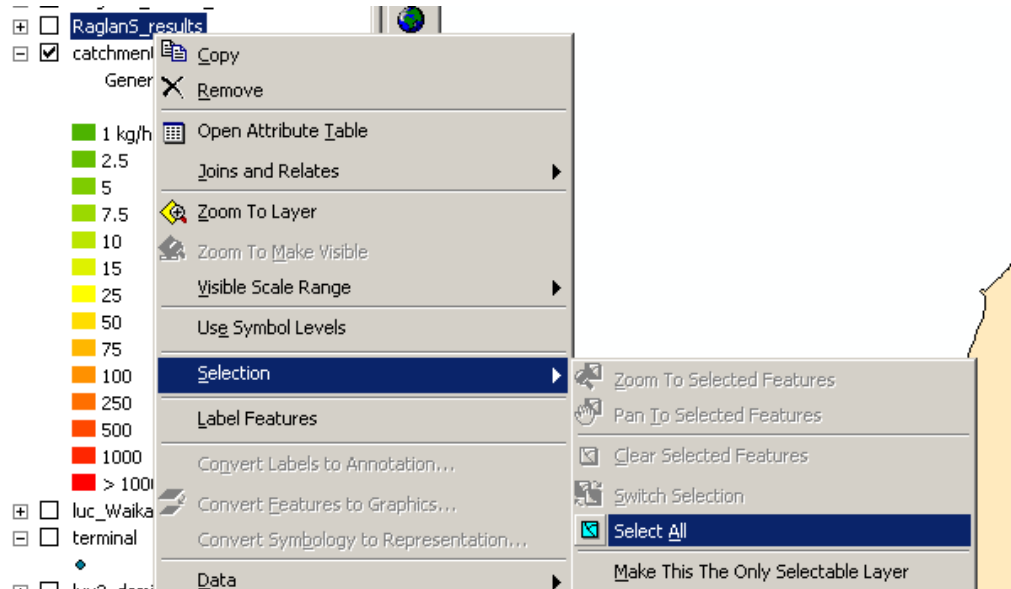 RaglanS_results
catchment
Gener
1 kg/h
2.5
5
7.5
10
15
25
50
75
100
250
500
1000
> 100
luc_Waika
terminal
Copy
Remove
Open Attribute Table
Joins and Relates
Zoom To Layer
Zoom To Make Visible
Visible Scale Range
Use Symbol Levels
Selection
Label Features
Convert Labels to Annotation...
Convert Features to Graphics...
Convert Symbology to Representation...
Data
Zoom To Selected Features
Pan To Selected Features
Clear Selected Features
Switch Selection
Select All
Make This The Only Selectable Layer